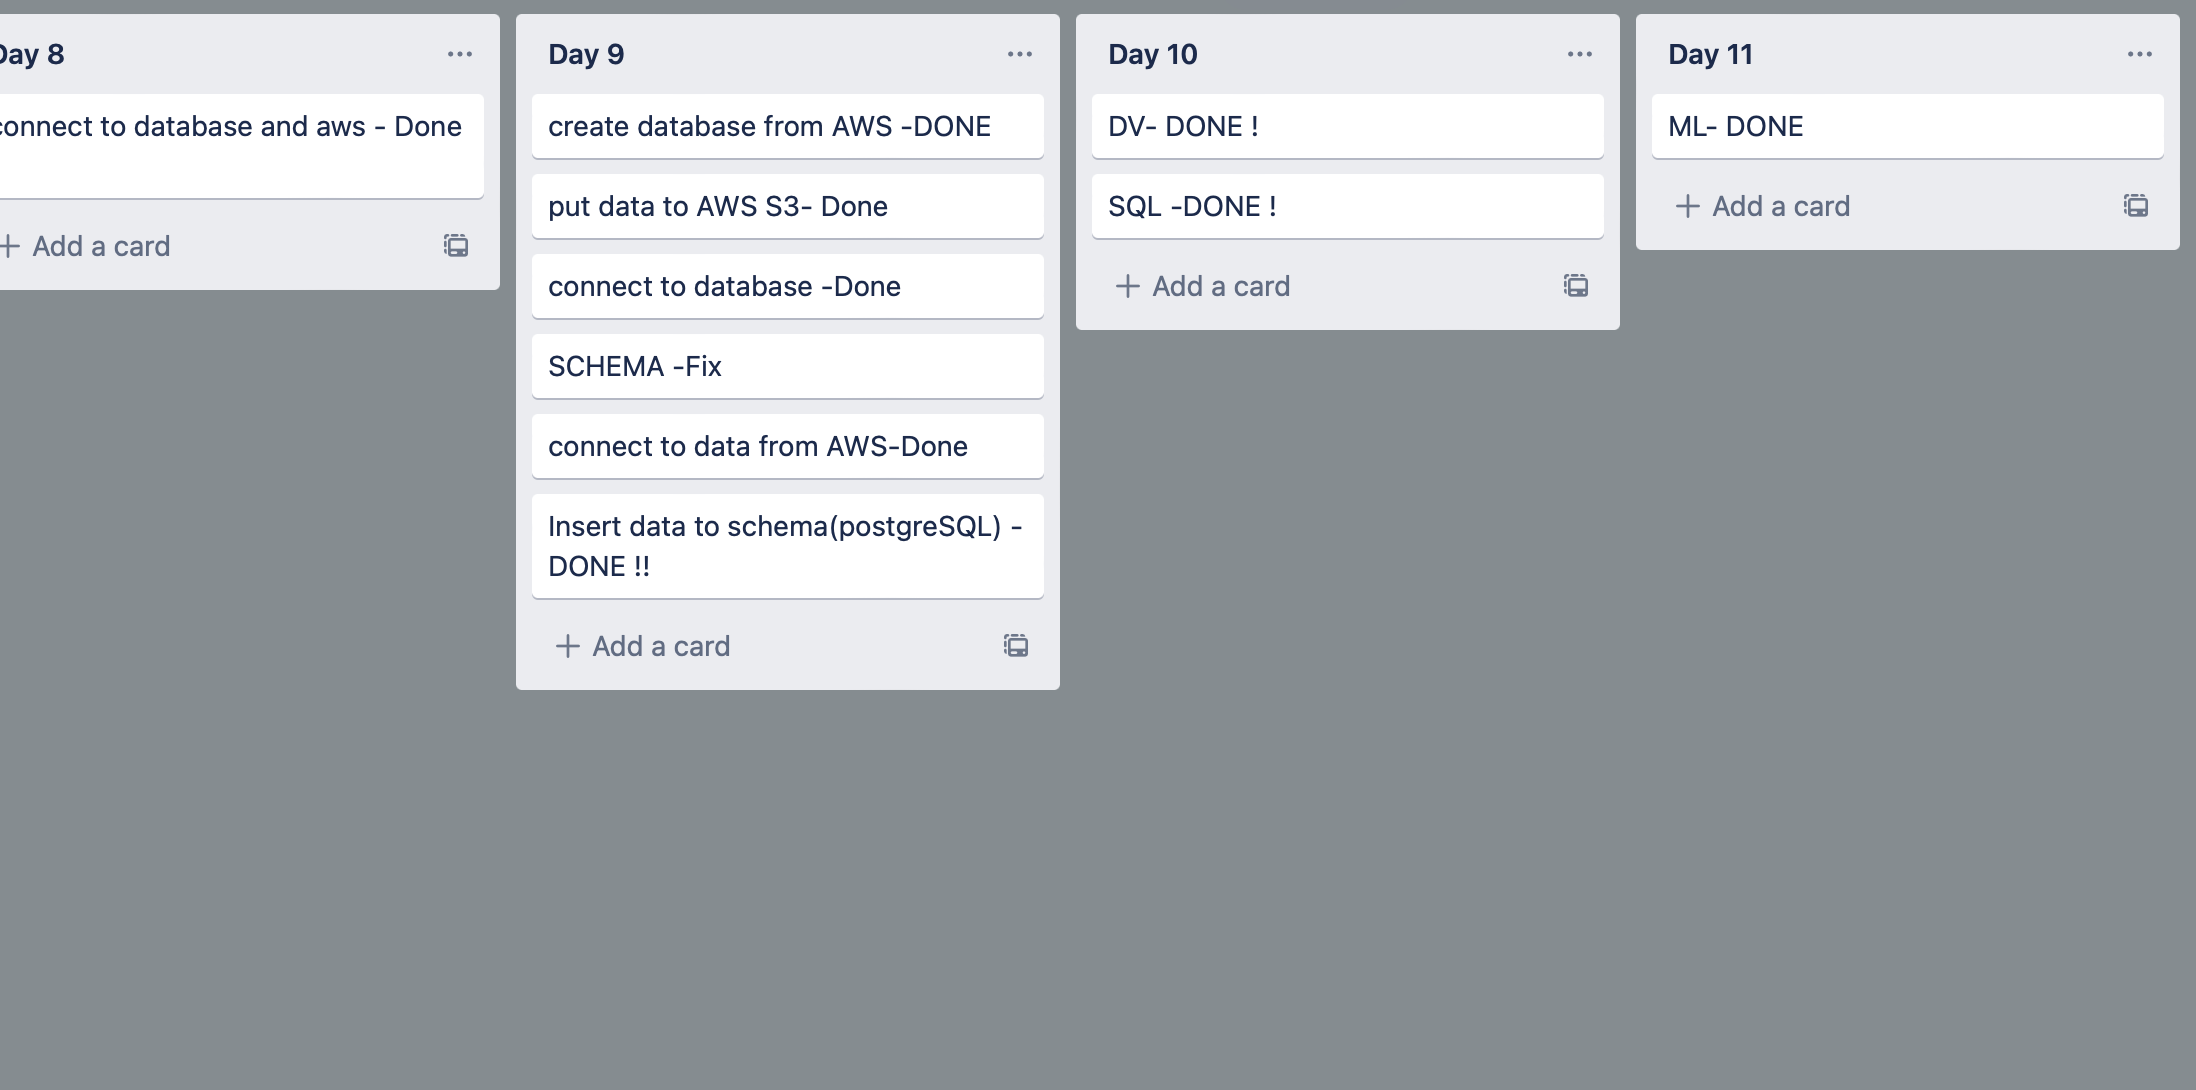 Day 8
connect to database and aws - Done
Add a card
Day 9
create database from AWS -DONE
put data to AWS S3- Done
connect to database -Done
SCHEMA -Fix
connect to data from AWS-Done
Insert data to schema(postgreSQL) -
DONE !!
Add a card
Day 10
DV- DONE !
SQL -DONE !
Add a card
Day 11
ML- DONE
Add a card